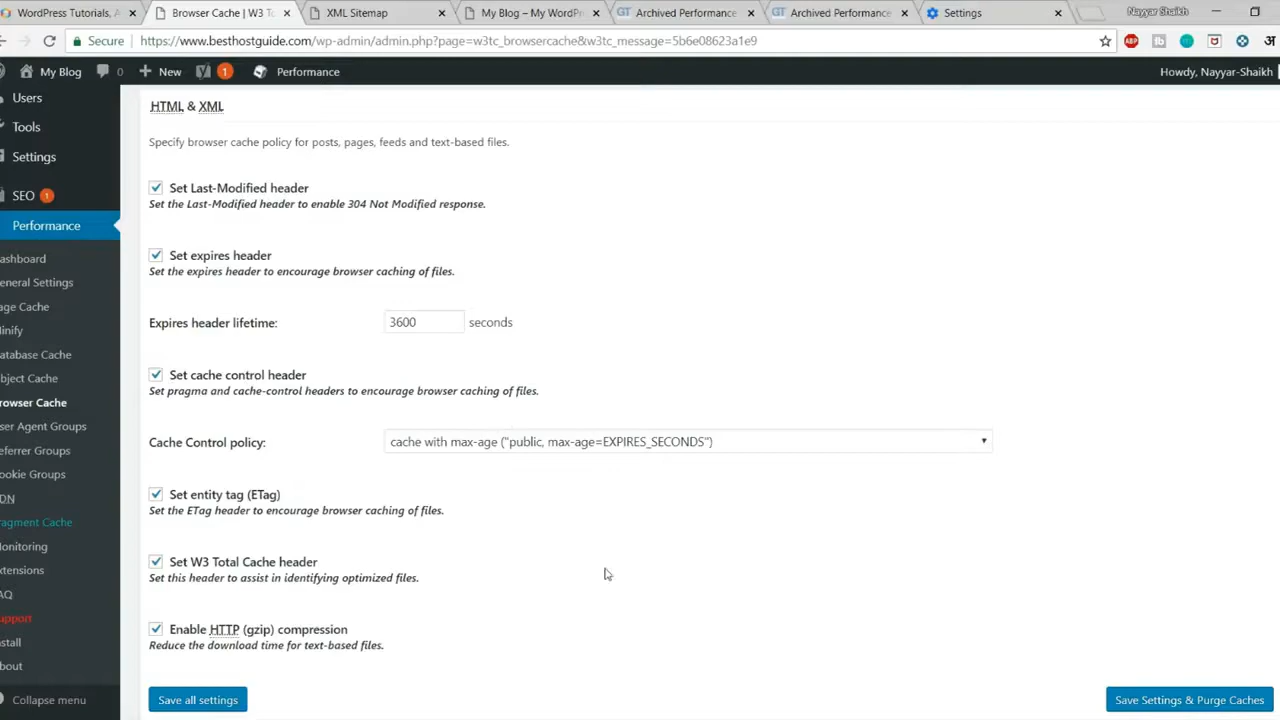 WordPress Tutorials, A
Browser Cache | W3 T
XML Sitemap
My Blog – My WordPr
GT Archived Performance
GT Archived Performance
Settings
Nayyar Shaikh
Secure
https://www.besthostguide.com/wp-admin/admin.php?page=w3tc_browsercache&w3tc_message=5b6e08623a1e9
ABP
My Blog
0
New
1
Performance
Howdy, Nayyar-Shaikh
Users
Tools
Settings
SEO 1
Performance
ashboard
eneral Settings
age Cache
inify
atabase Cache
bject Cache
rowser Cache
ser Agent Groups
eferrer Groups
ookie Groups
DN
ragment Cache
onitoring
xtensions
AQ
upport
stall
bout
Collapse menu
HTML & XML
Specify browser cache policy for posts, pages, feeds and text-based files.
Set Last-Modified header
Set the Last-Modified header to enable 304 Not Modified response.
Set expires header
Set the expires header to encourage browser caching of files.
Expires header lifetime: 3600 seconds
Set cache control header
Set pragma and cache-control headers to encourage browser caching of files.
Cache Control policy: cache with max-age ("public, max-age=EXPIRES_SECONDS")
Set entity tag (ETag)
Set the ETag header to encourage browser caching of files.
Set W3 Total Cache header
Set this header to assist in identifying optimized files.
Enable HTTP (gzip) compression
Reduce the download time for text-based files.
Save all settings
Save Settings & Purge Caches